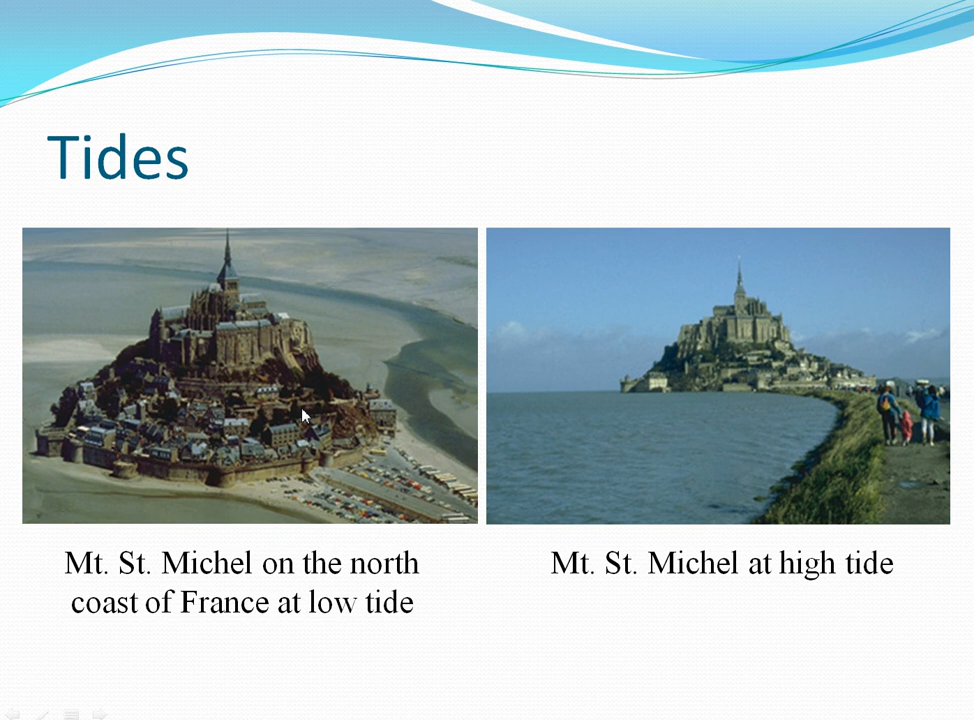 Tides
Mt. St. Michel on the north
coast of France at low tide
Mt. St. Michel at high tide